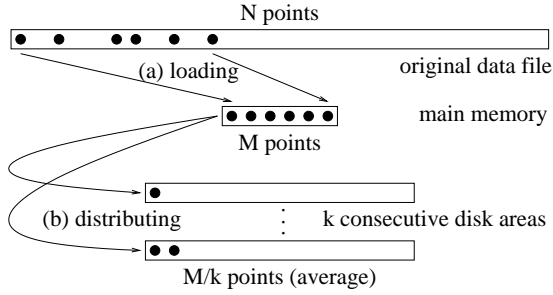 N points
(a) loading
original data file
main memory
M points
(b) distributing
k consecutive disk areas
M/k points (average)